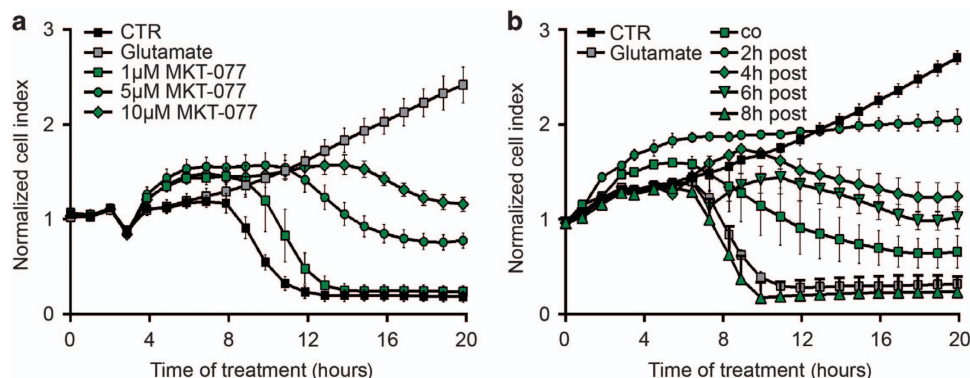 a
Normalized cell index
3
2
1
0
CTR
Glutamate
1µM MKT-077
5µM MKT-077
10µM MKT-077
0 4 8 12 16 20
Time of treatment (hours)
b
Normalized cell index
3
2
1
0
CTR
Glutamate
co
2h post
4h post
6h post
8h post
0 4 8 12 16 20
Time of treatment (hours)